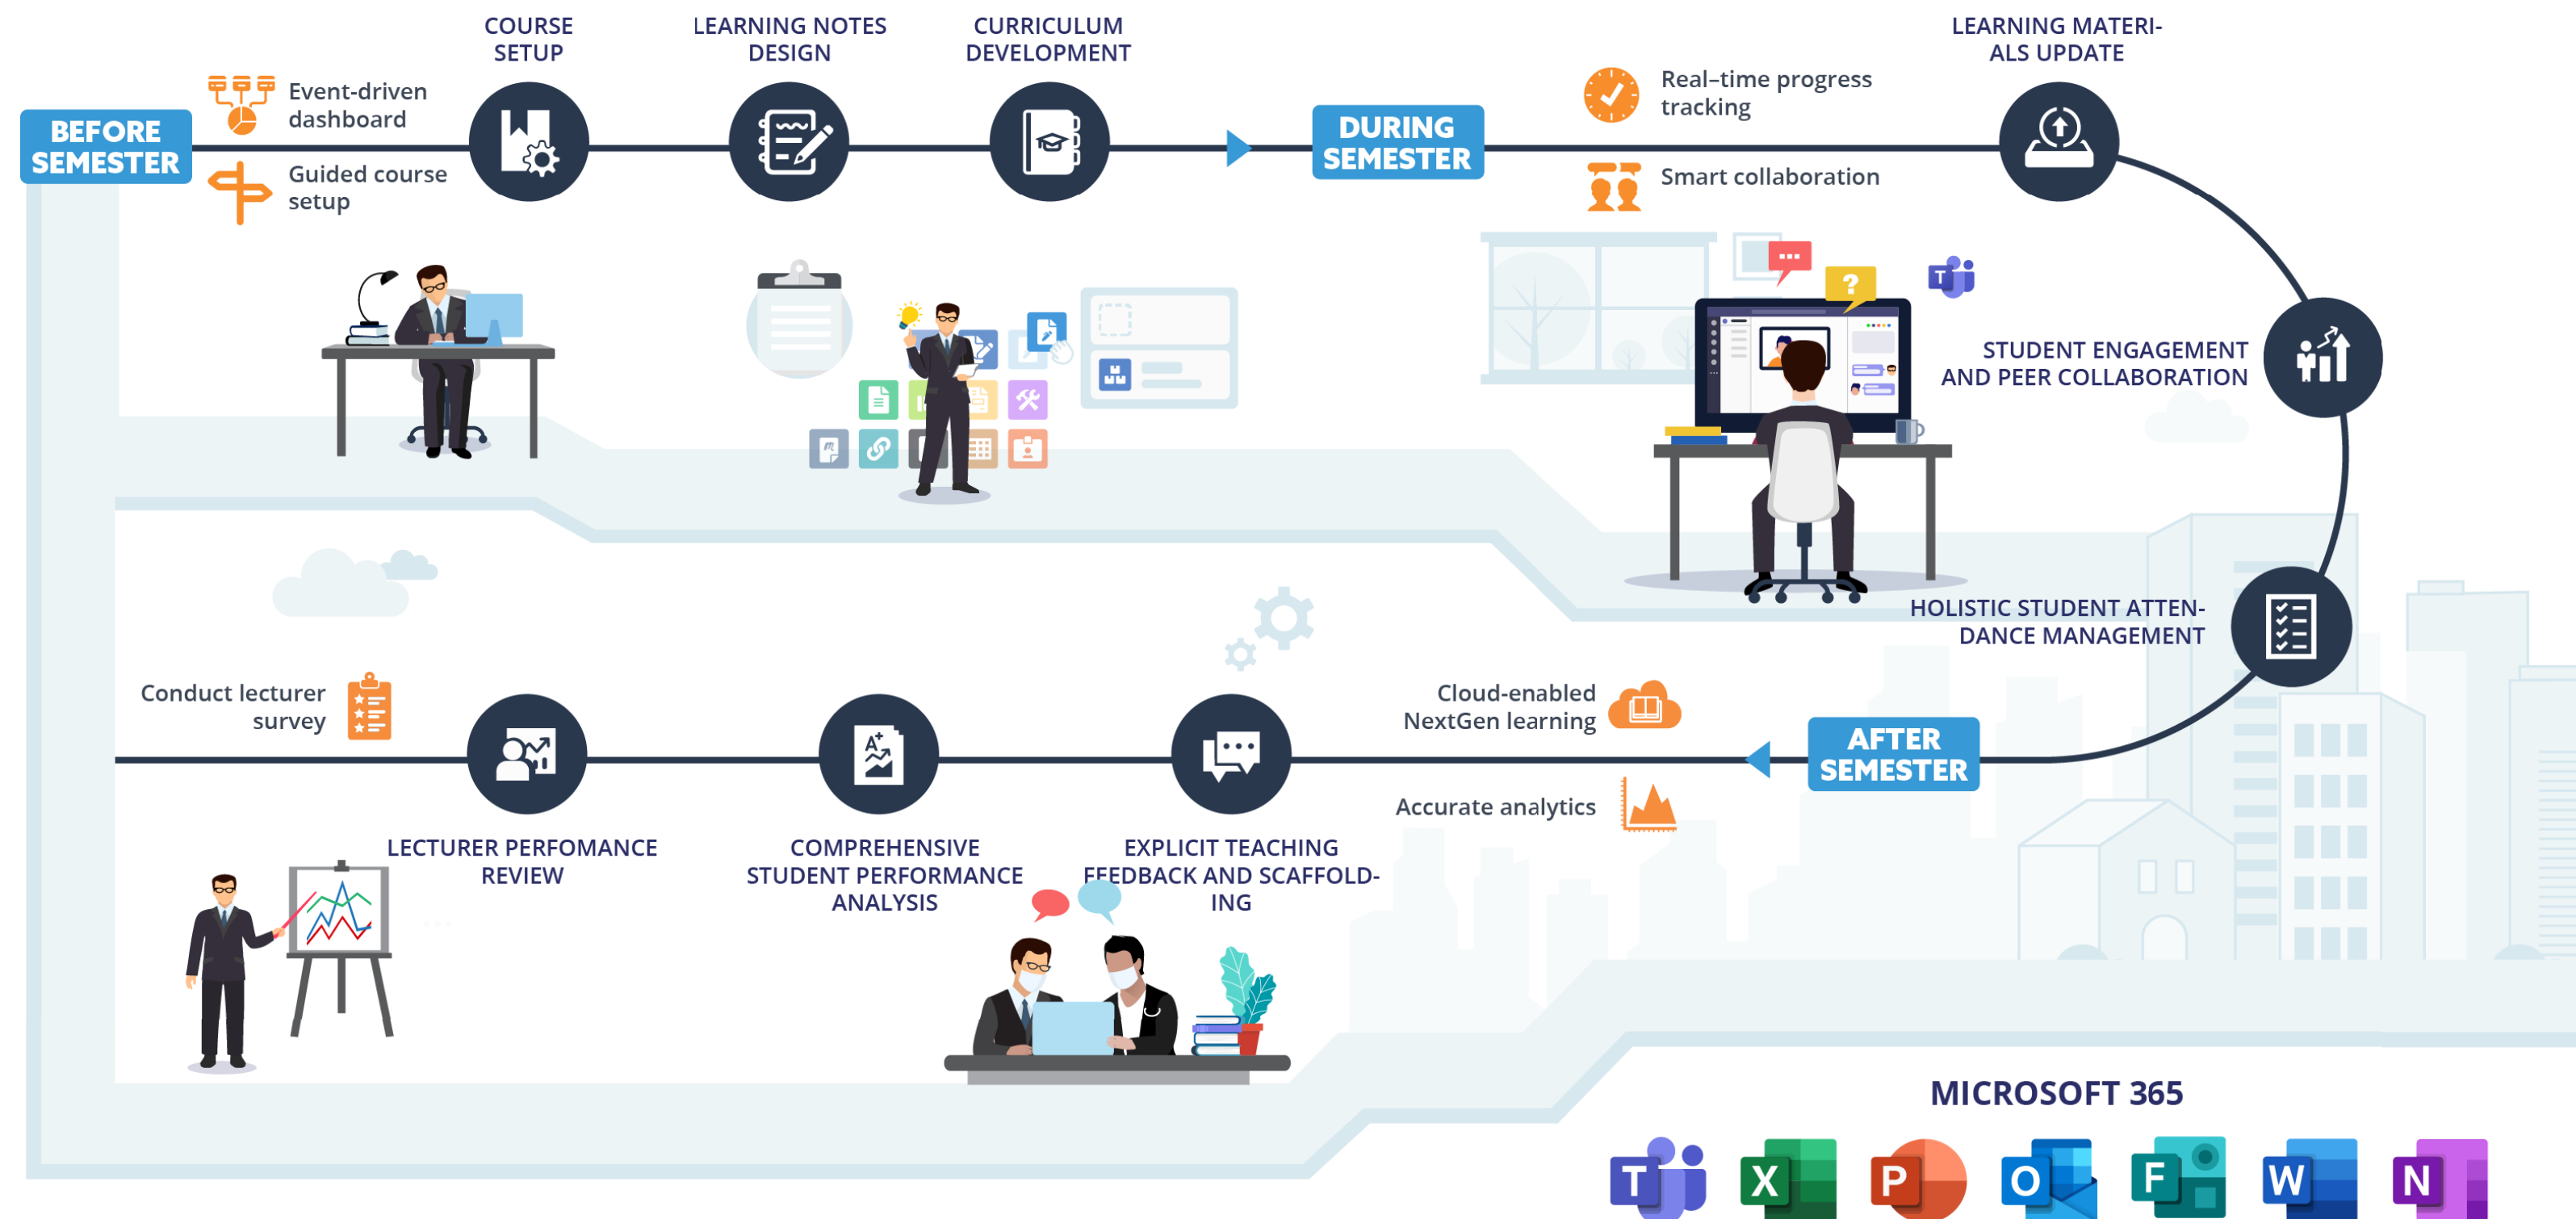 COURSE
SETUP
LEARNING NOTES
DESIGN
CURRICULUM
DEVELOPMENT
LEARNING MATERI-
ALS UPDATE
BEFORE
SEMESTER
Event-driven
dashboard
Guided course
setup
DURING
SEMESTER
Real–time progress
tracking
Smart collaboration
T
?
STUDENT ENGAGEMENT
AND PEER COLLABORATION
HOLISTIC STUDENT ATTEN-
DANCE MANAGEMENT
AFTER
SEMESTER
Cloud-enabled
NextGen learning
Accurate analytics
A+
Conduct lecturer
survey
EXPLICIT TEACHING
FEEDBACK AND SCAFFOLD-
ING
COMPREHENSIVE
STUDENT PERFORMANCE
ANALYSIS
LECTURER PERFOMANCE
REVIEW
MICROSOFT 365
T X P O F W N